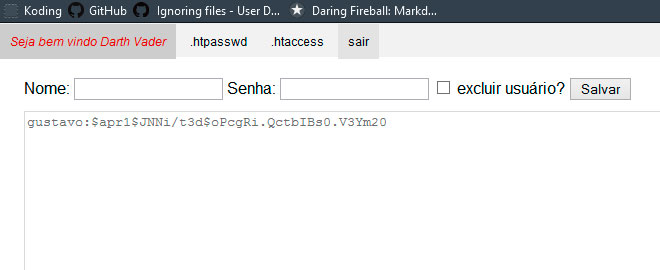 Koding GitHub Ignoring files - User D... Daring Fireball: Markd...
Seja bem vindo Darth Vader .htpasswd .htaccess sair
Nome: Senha: excluir usuário? Salvar
gustavo:$apr1$JNNi/t3d$oPcgRi.QctbIBs0.V3Ym20